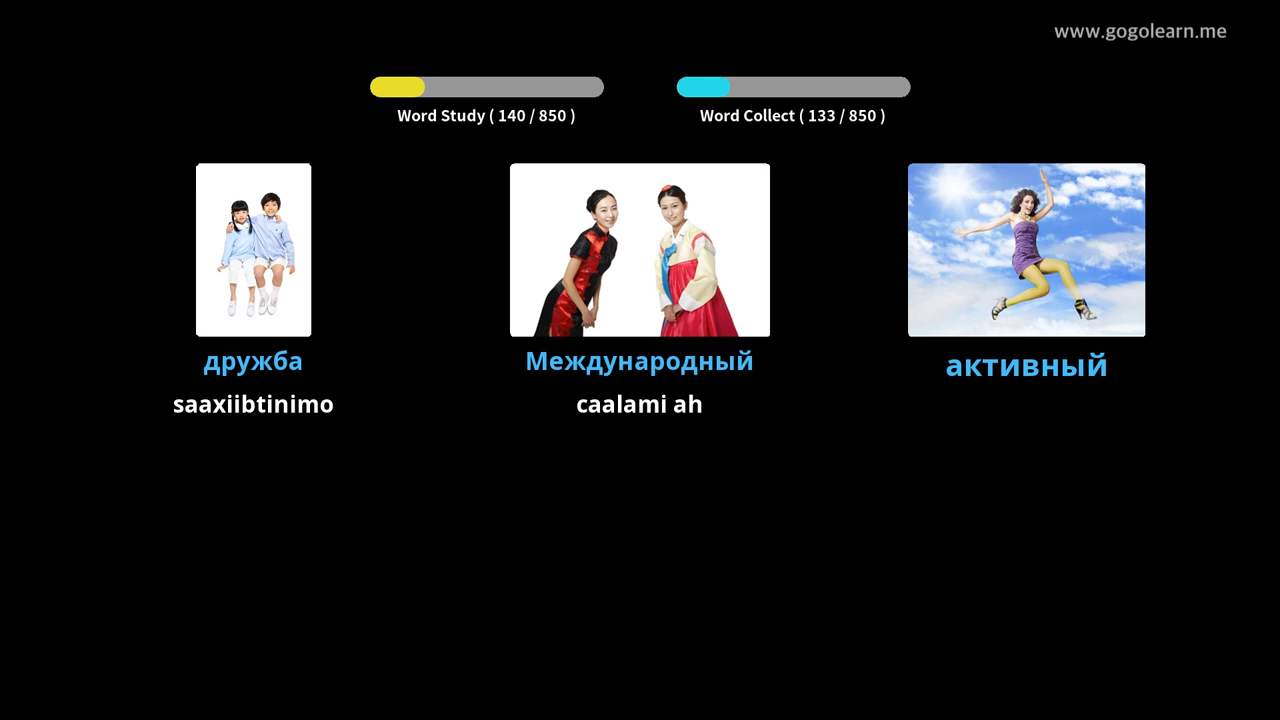 www.gogolearn.me
Word Study ( 140 / 850 )
Word Collect ( 133 / 850 )
дружба
Международный
активный
saaxiibtinimo
caalami ah